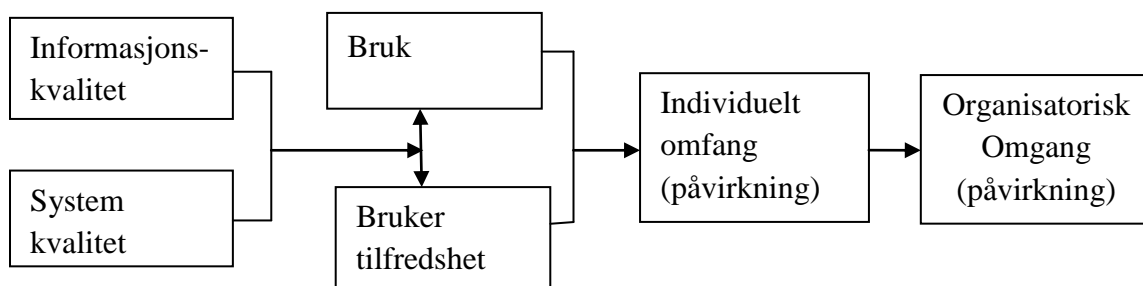 Informasjons-
kvalitet
System
kvalitet
Bruk
Bruker
tilfredshet
Individuelt
omfang
(påvirkning)
Organisatorisk
Omgang
(påvirkning)